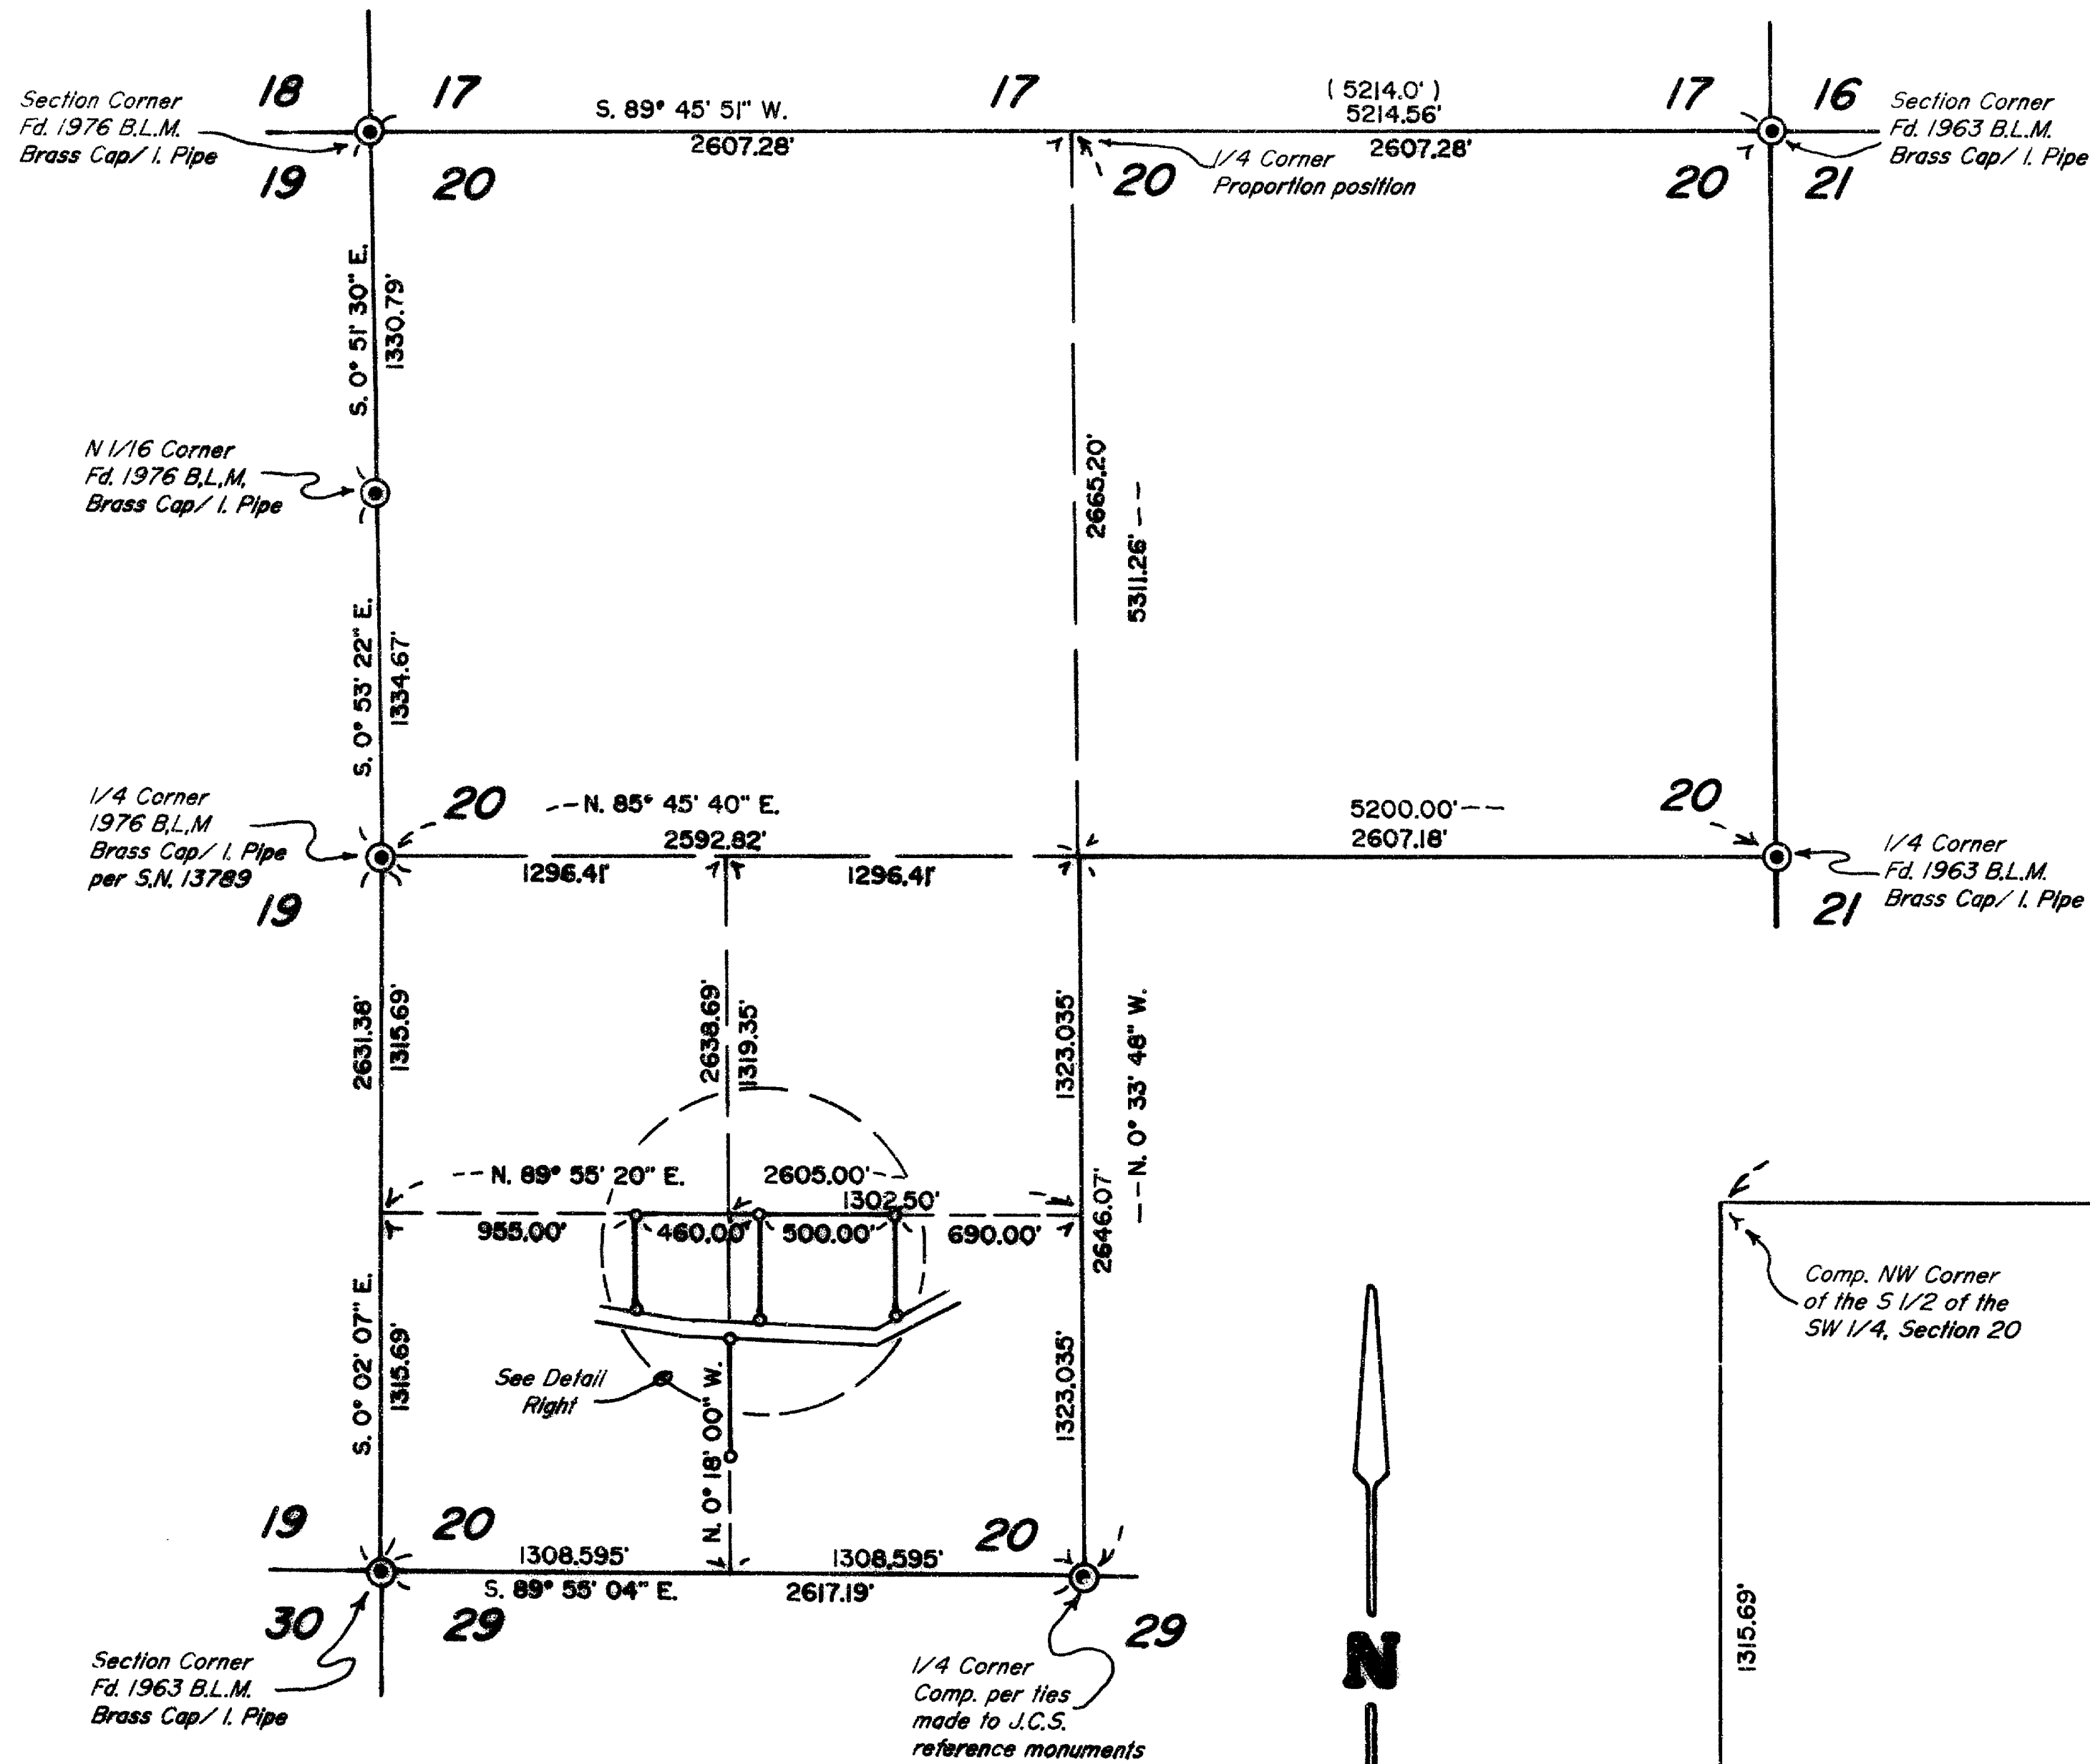 18
17
17
17
16
( 5214.0' )
5214.56'
S. 89° 45' 51" W.
2607.28'
2607.28'
Section Corner
Fd. 1976 B.L.M.
Brass Cap/ I. Pipe
Section Corner
Fd. 1963 B.L.M.
Brass Cap/ I. Pipe
1/4 Corner
Proportion position
19
20
20
20
21
S. 0° 51' 30" E.
1330.79'
N 1/16 Corner
Fd. 1976 B,L,M,
Brass Cap/ I. Pipe
2665.20'
5311.26' --
S. 0° 53' 22" E.
1334.67'
1/4 Corner
1976 B,L,M
Brass Cap/ I. Pipe
per S.N. 13789
20
-- N. 85° 45' 40" E.
2592.82'
1296.41'
1296.41'
5200.00' --
2607.18'
20
1/4 Corner
Fd. 1963 B.L.M.
Brass Cap/ I. Pipe
19
21
2631.38'
1315.69'
2638.69'
1319.35'
1323.035'
-- N. 0° 33' 48" W.
2646.07'
-- N. 89° 55' 20" E.
2605.00' --
1302.50'
955.00'
460.00'
500.00'
690.00'
S. 0° 02' 07" E.
1315.69'
See Detail
Right
N. 0° 18' 00" W.
1323.035'
Comp. NW Corner
of the S 1/2 of the
SW 1/4, Section 20
1315.69'
19
20
20
1308.595'
1308.595'
S. 89° 55' 04" E.
2617.19'
30
29
29
Section Corner
Fd. 1963 B.L.M.
Brass Cap/ I. Pipe
1/4 Corner
Comp. per ties
made to J.C.S.
reference monuments
N